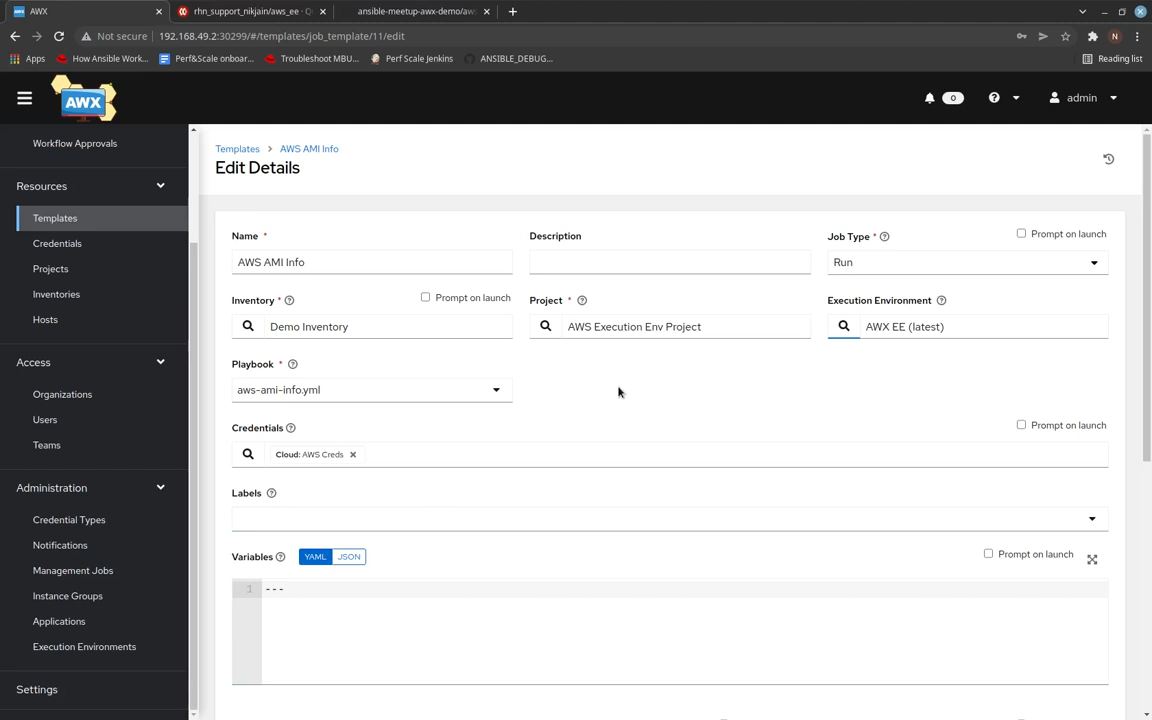 AWX
rhn_support_nikjain/aws_ee · Q
ansible-meetup-awx-demo/aw
Not secure
192.168.49.2:30299/#/templates/job_template/11/edit
N
Apps
How Ansible Work...
Perf&Scale onboar...
Troubleshoot MBU...
Perf Scale Jenkins
ANSIBLE_DEBUG...
Reading list
AWX
0
admin
Workflow Approvals
Resources
Templates
Credentials
Projects
Inventories
Hosts
Access
Organizations
Users
Teams
Administration
Credential Types
Notifications
Management Jobs
Instance Groups
Applications
Execution Environments
Settings
Templates > AWS AMI Info
Edit Details
Name *
AWS AMI Info
Description
Job Type *
Prompt on launch
Run
Inventory *
Prompt on launch
Demo Inventory
Project *
AWS Execution Env Project
Execution Environment
AWX EE (latest)
Playbook *
aws-ami-info.yml
Credentials
Prompt on launch
Cloud: AWS Creds
Labels
Variables
YAML JSON
Prompt on launch
1 ---